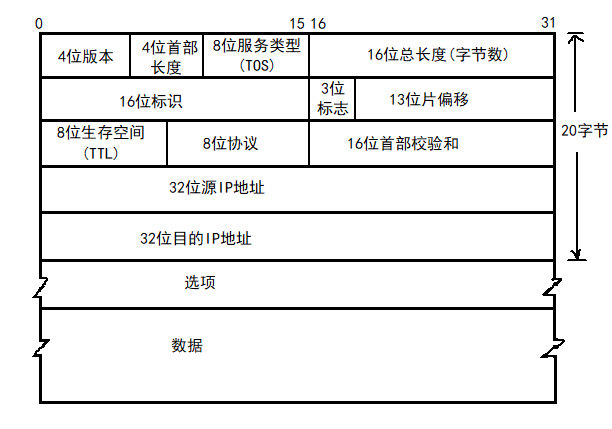 0 15 16 31
4位版本
4位首部
长度
8位服务类型
(TOS)
16位总长度(字节数)
16位标识
3位
标志
13位片偏移
8位生存空间
(TTL)
8位协议
16位首部校验和
20字节
32位源IP地址
32位目的IP地址
选项
数据